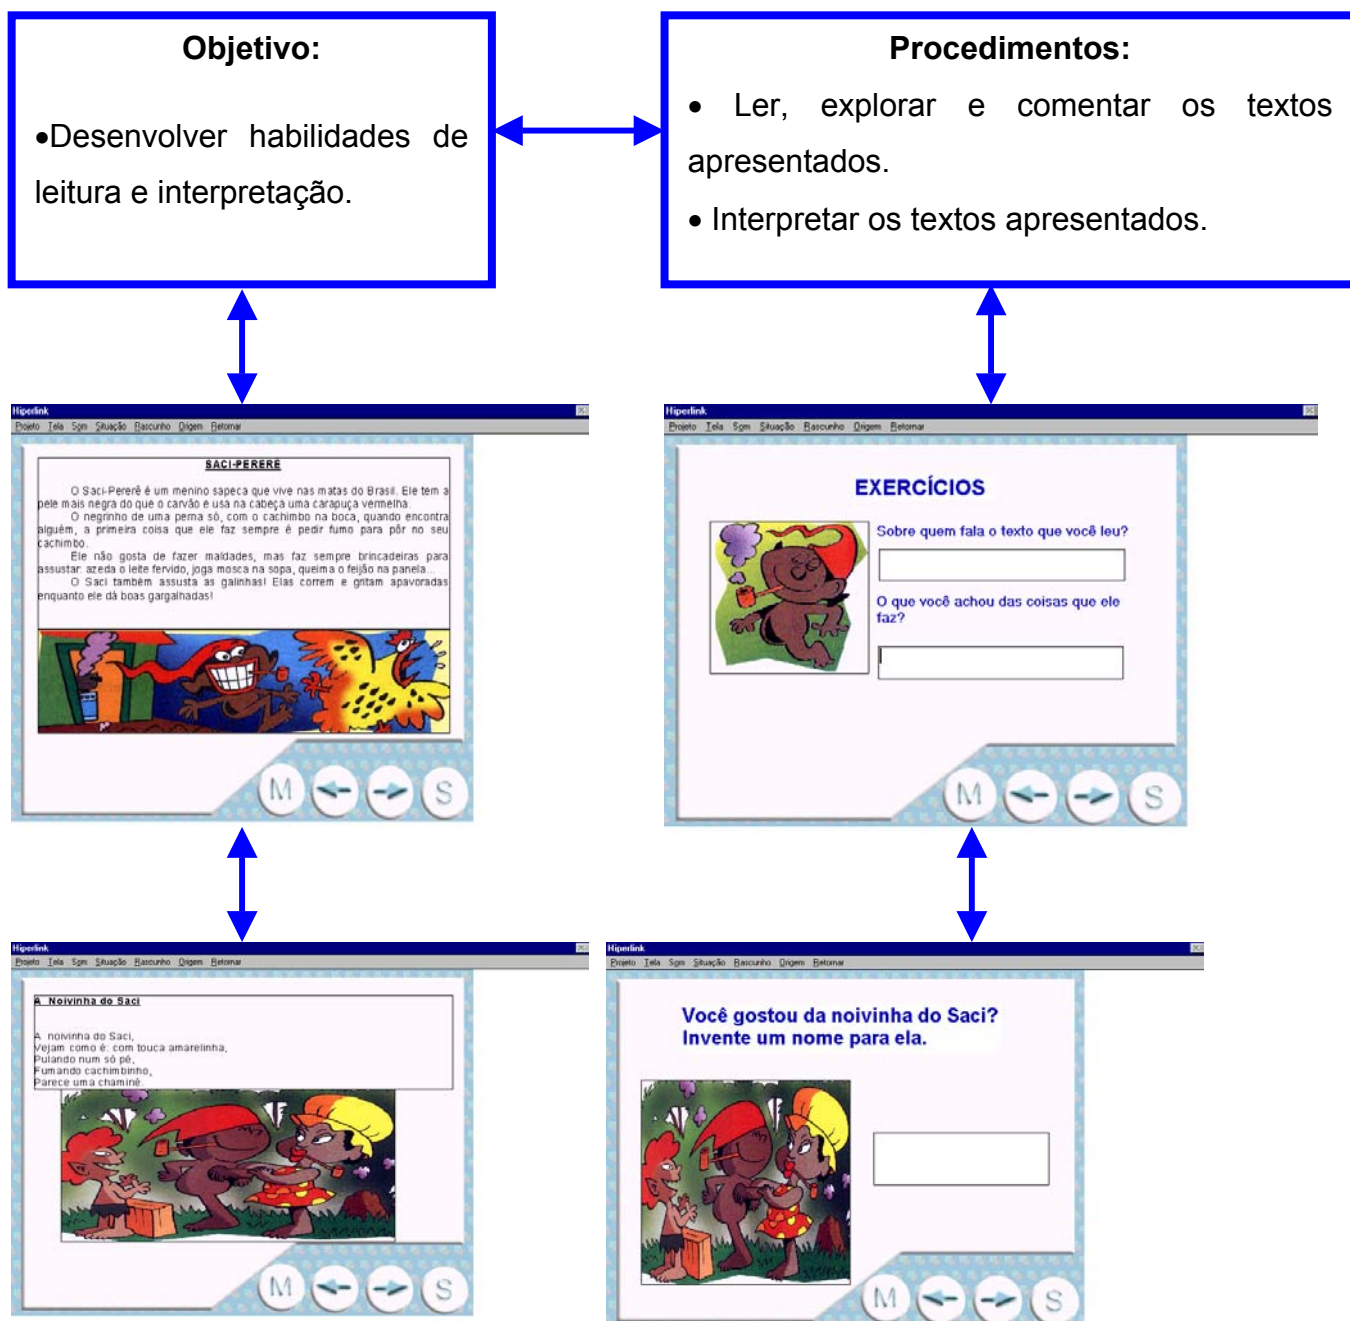 Objetivo:
•Desenvolver habilidades de
leitura e interpretação.
Procedimentos:
• Ler, explorar e comentar os textos
apresentados.
• Interpretar os textos apresentados.
Hiperlink
Projeto Tela Som Situação Rascunho Origem Retornar
SACI-PERERÊ
O Saci-Pererê é um menino sapeca que vive nas matas do Brasil. Ele tem a
pele mais negra do que o carvão e usa na cabeça uma carapuça vermelha.
O negrinho de uma perna só, com o cachimbo na boca, quando encontra
alguém, a primeira coisa que ele faz sempre é pedir fumo para pôr no seu
cachimbo.
Ele não gosta de fazer maldades, mas faz sempre brincadeiras para
assustar: azeda o leite fervido, joga mosca na sopa, queima o feijão na panela...
O Saci também assusta as galinhas! Elas correm e gritam apavoradas
enquanto ele dá boas gargalhadas!
M
S
Hiperlink
Projeto Tela Som Situação Rascunho Origem Retornar
EXERCÍCIOS
Sobre quem fala o texto que você leu?
O que você achou das coisas que ele
faz?
M
S
Hiperlink
Projeto Tela Som Situação Rascunho Origem Retornar
A Noivinha do Saci
A noivinha do Saci,
Vejam como é: com touca amarelinha,
Pulando num só pé,
Fumando cachimbinho,
Parece uma chaminé.
M
S
Hiperlink
Projeto Tela Som Situação Rascunho Origem Retornar
Você gostou da noivinha do Saci?
Invente um nome para ela.
M
S